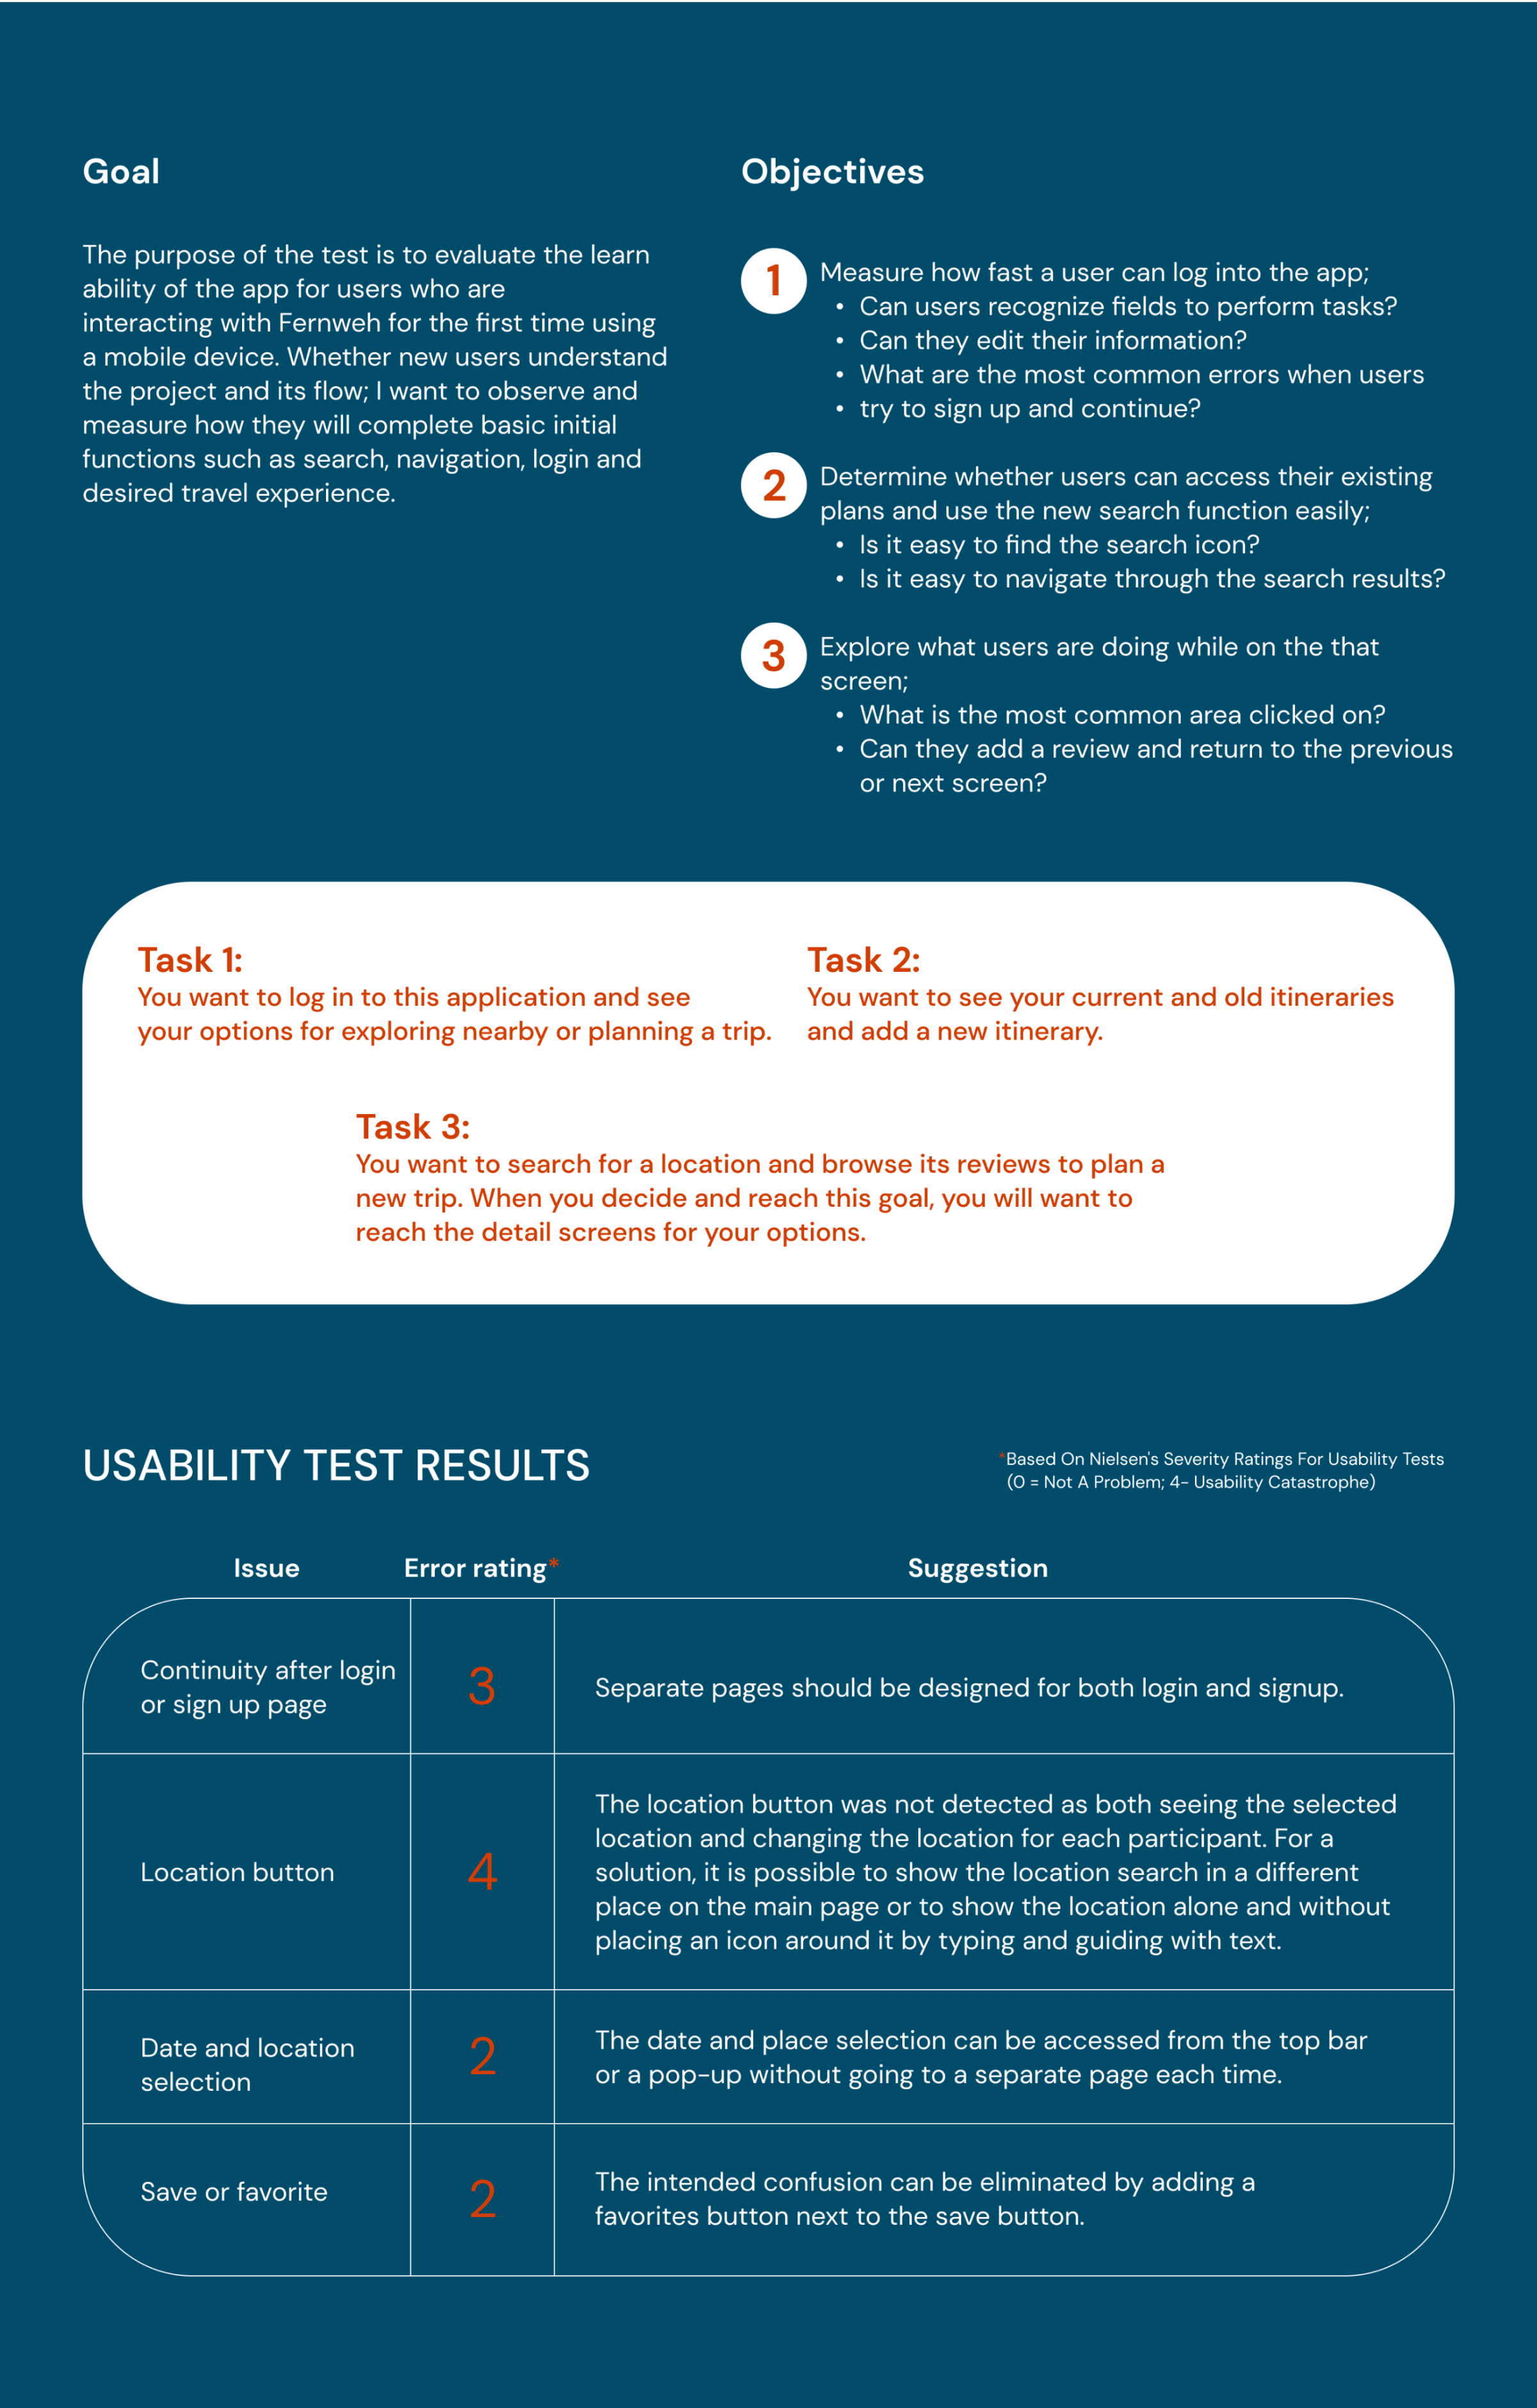 Goal
The purpose of the test is to evaluate the learn
ability of the app for users who are
interacting with Fernweh for the first time using
a mobile device. Whether new users understand
the project and its flow; I want to observe and
measure how they will complete basic initial
functions such as search, navigation, login and
desired travel experience.
Objectives
1
Measure how fast a user can log into the app;
• Can users recognize fields to perform tasks?
• Can they edit their information?
• What are the most common errors when users
• try to sign up and continue?
2
Determine whether users can access their existing
plans and use the new search function easily;
• Is it easy to find the search icon?
• Is it easy to navigate through the search results?
3
Explore what users are doing while on the that
screen;
• What is the most common area clicked on?
• Can they add a review and return to the previous
or next screen?
Task 1:
You want to log in to this application and see
your options for exploring nearby or planning a trip.
Task 2:
You want to see your current and old itineraries
and add a new itinerary.
Task 3:
You want to search for a location and browse its reviews to plan a
new trip. When you decide and reach this goal, you will want to
reach the detail screens for your options.
USABILITY TEST RESULTS
*Based On Nielsen's Severity Ratings For Usability Tests
(0 = Not A Problem; 4- Usability Catastrophe)
Issue
Error rating*
Suggestion
Continuity after login
or sign up page
3
Separate pages should be designed for both login and signup.
Location button
4
The location button was not detected as both seeing the selected
location and changing the location for each participant. For a
solution, it is possible to show the location search in a different
place on the main page or to show the location alone and without
placing an icon around it by typing and guiding with text.
Date and location
selection
2
The date and place selection can be accessed from the top bar
or a pop-up without going to a separate page each time.
Save or favorite
2
The intended confusion can be eliminated by adding a
favorites button next to the save button.